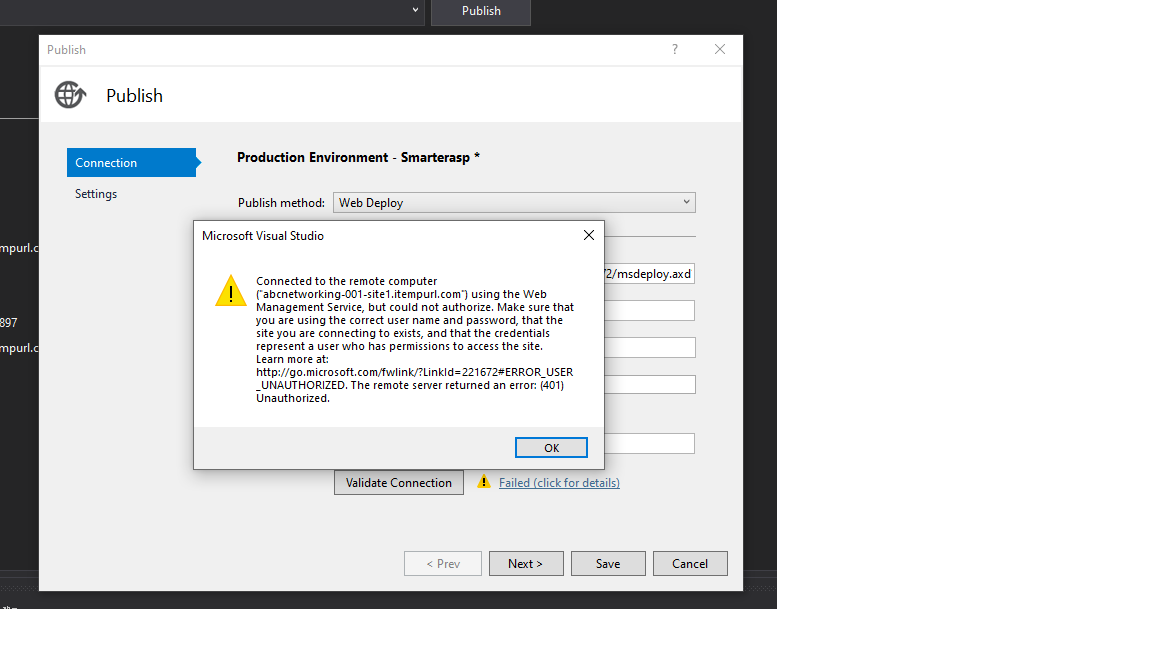 Publish
Publish
?
Publish
Connection
Settings
Production Environment - Smarterasp *
Publish method:
Web Deploy
mpurl.c
897
mpurl.c
/2/msdeploy.axd
Microsoft Visual Studio
Connected to the remote computer
("abcnetworking-001-site1.itempurl.com") using the Web
Management Service, but could not authorize. Make sure that
you are using the correct user name and password, that the
site you are connecting to exists, and that the credentials
represent a user who has permissions to access the site.
Learn more at:
http://go.microsoft.com/fwlink/?LinkId=221672#ERROR_USER
_UNAUTHORIZED. The remote server returned an error: (401)
Unauthorized.
OK
Validate Connection
Failed (click for details)
< Prev
Next >
Save
Cancel